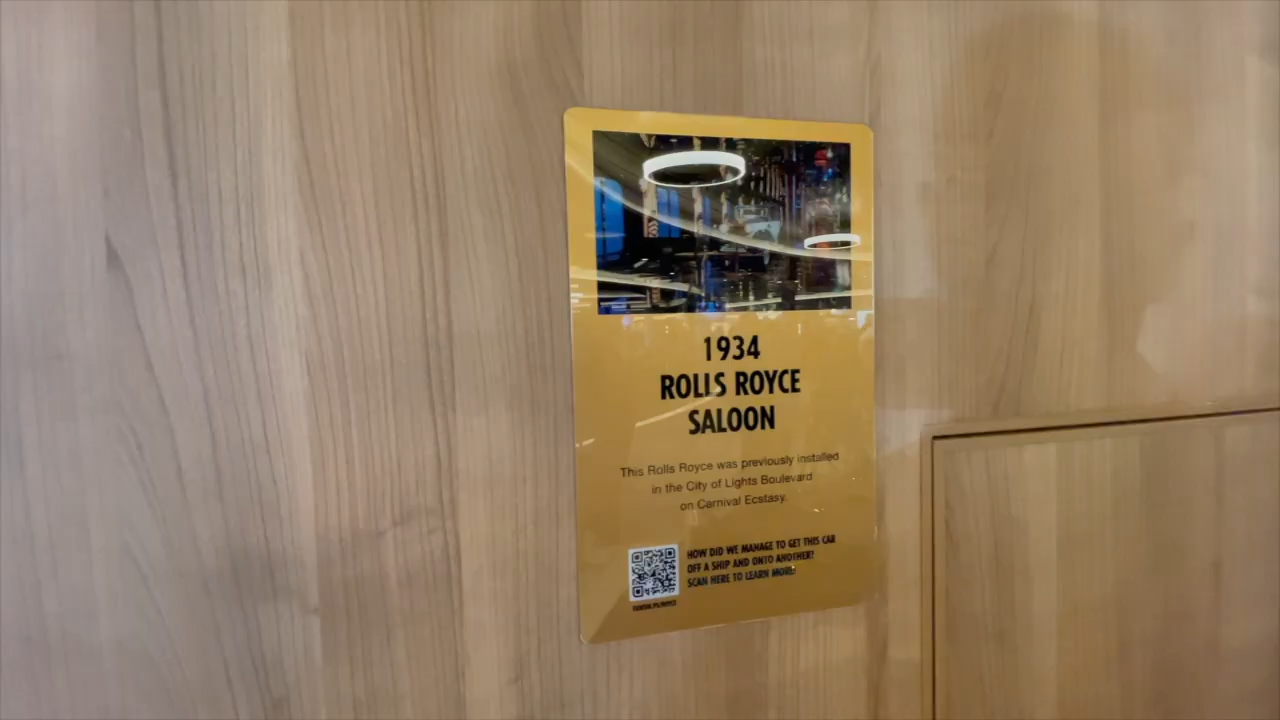 1934
ROLLS ROYCE
SALOON
This Rolls Royce was previously installed
in the City of Lights Boulevard
on Carnival Ecstasy.
HOW DID WE MANAGE TO GET THIS CAR
OFF A SHIP AND ONTO ANOTHER?
SCAN HERE TO LEARN MORE!